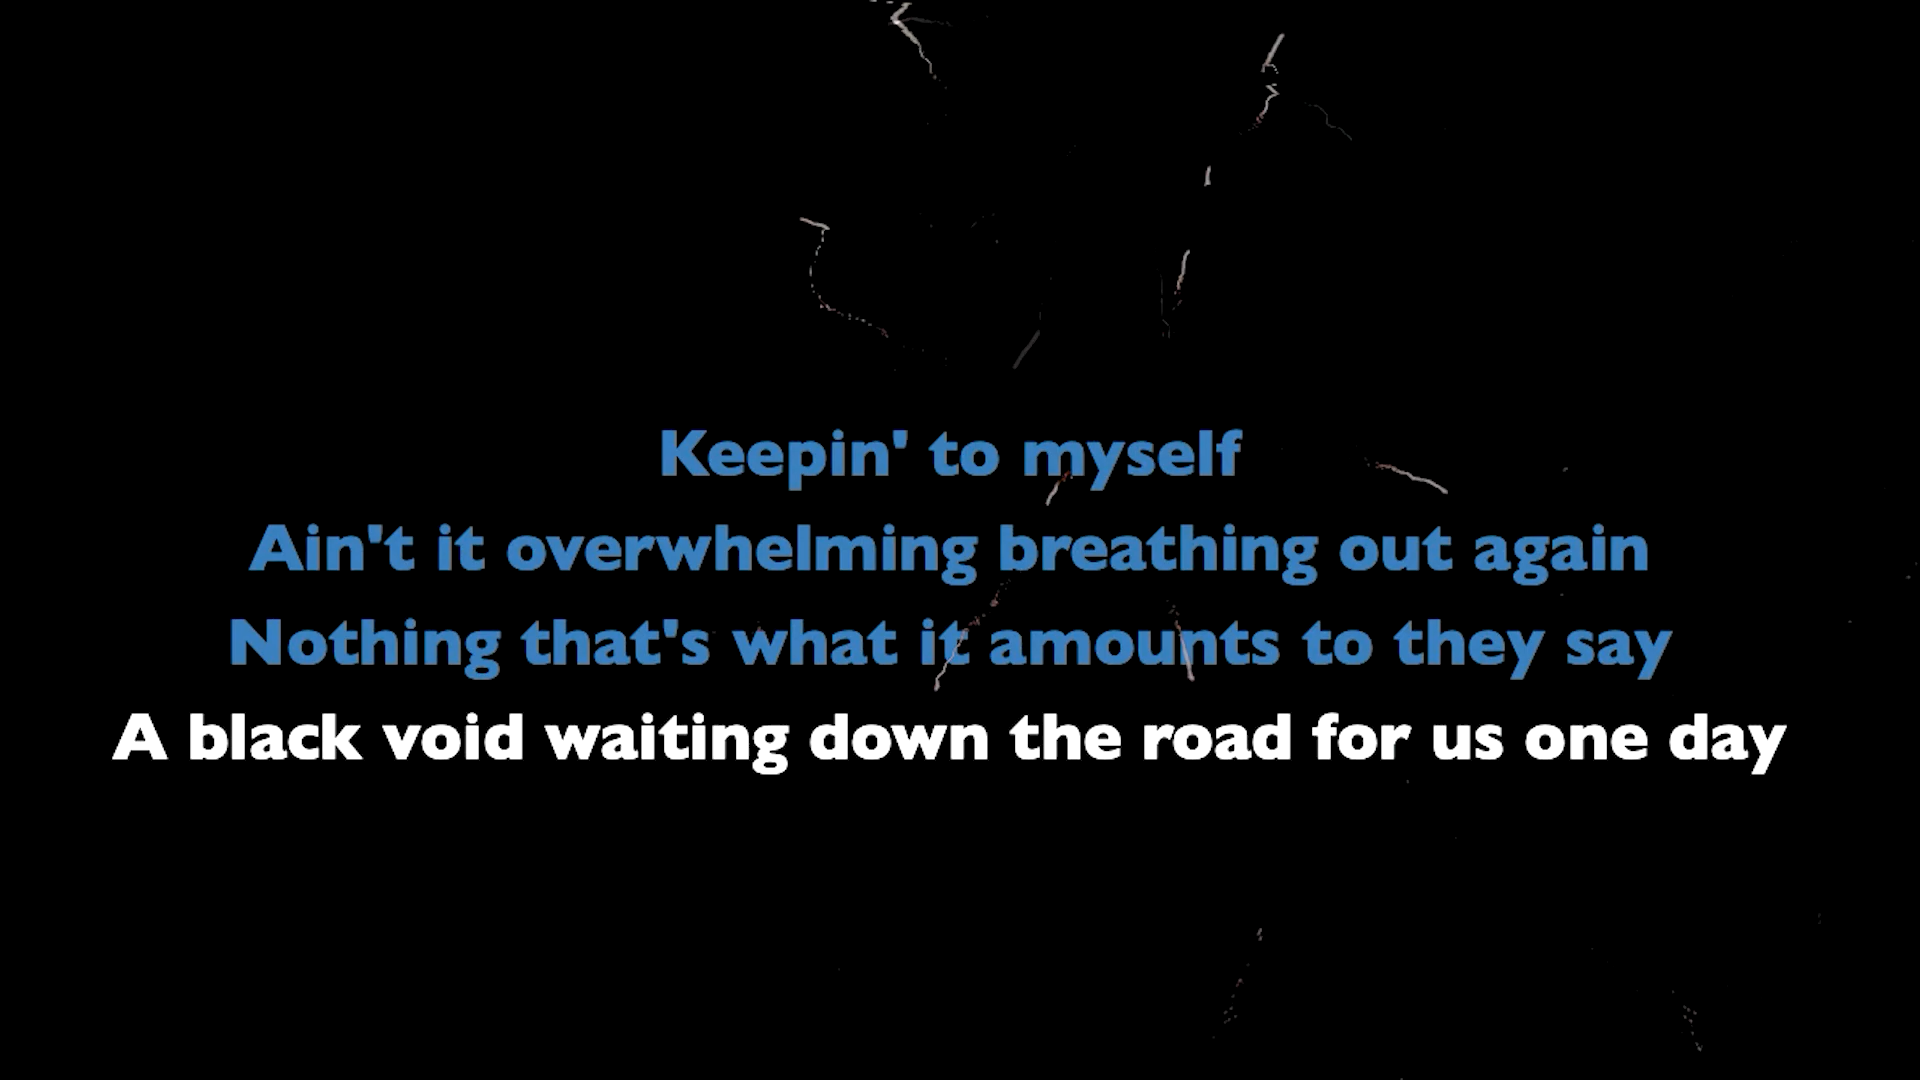 Keepin' to myself
Ain't it overwhelming breathing out again
Nothing that's what it amounts to they say
A black void waiting down the road for us one day